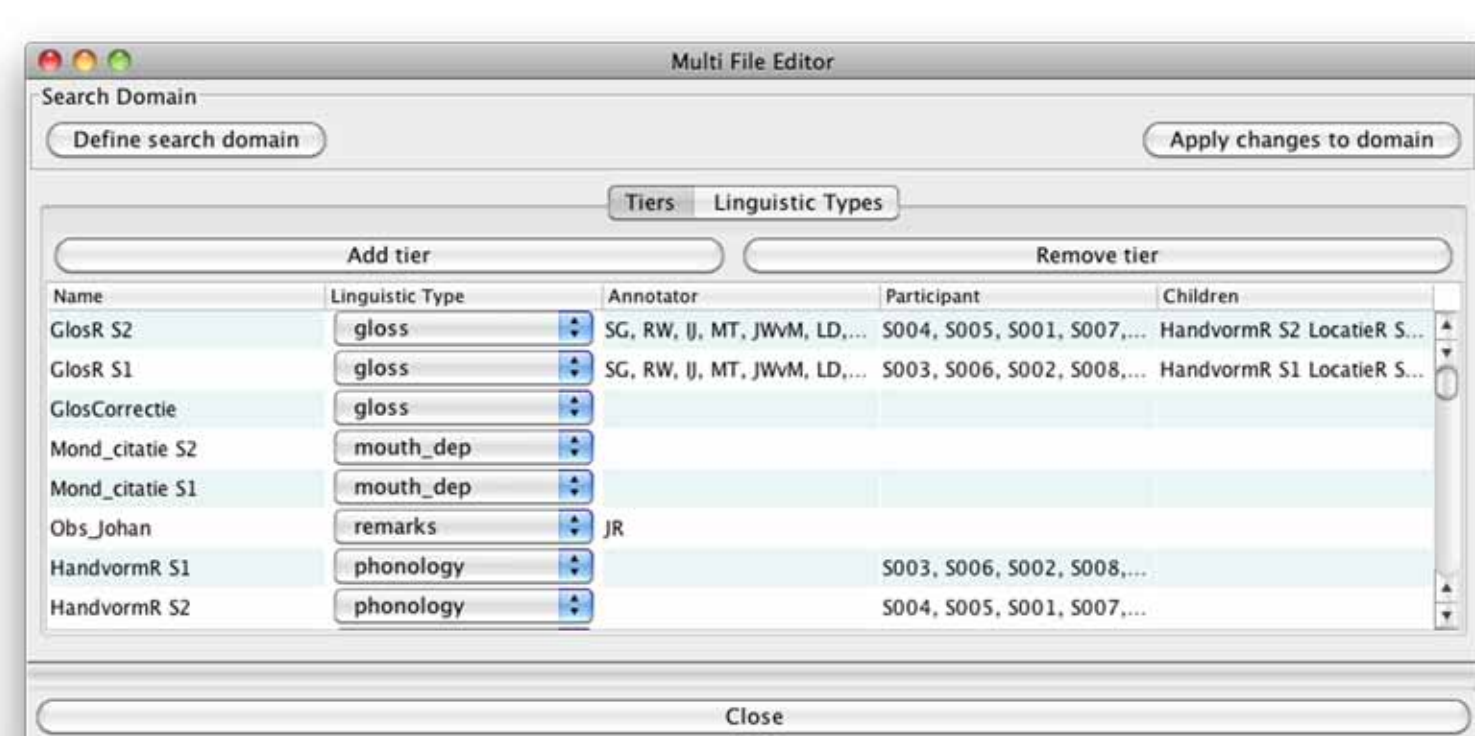 Multi File Editor
Search Domain
Define search domain Apply changes to domain
Tiers Linguistic Types
Add tier Remove tier
Name Linguistic Type Annotator Participant Children
GlosR S2 gloss SG, RW, IJ, MT, JWvM, LD,... S004, S005, S001, S007,... HandvormR S2 LocatieR S...
GlosR S1 gloss SG, RW, IJ, MT, JWvM, LD,... S003, S006, S002, S008,... HandvormR S1 LocatieR S...
GlosCorrectie gloss
Mond_citatie S2 mouth_dep
Mond_citatie S1 mouth_dep
Obs_Johan remarks JR
HandvormR S1 phonology S003, S006, S002, S008,...
HandvormR S2 phonology S004, S005, S001, S007,...
Close